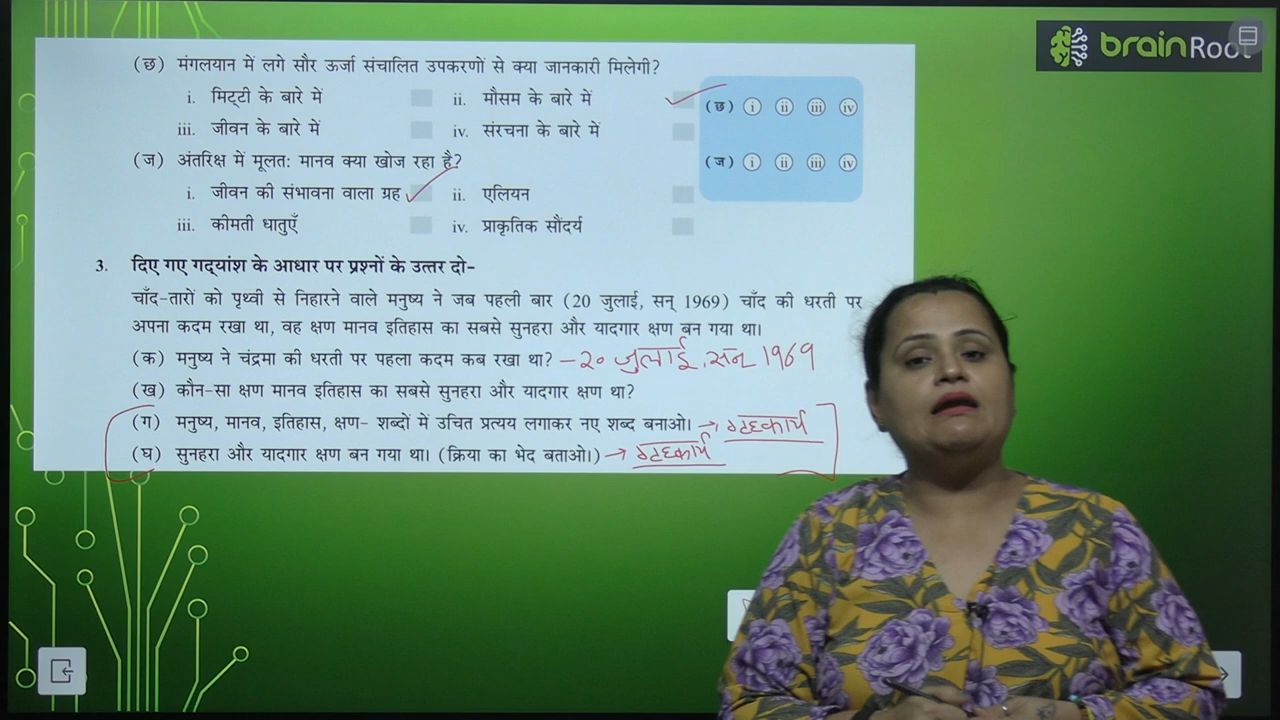 brainRoot
(छ) मंगलयान में लगे सौर ऊर्जा संचालित उपकरणों से क्या जानकारी मिलेगी?
i. मिट्टी के बारे में ii. मौसम के बारे में
iii. जीवन के बारे में iv. संरचना के बारे में
(छ) i ii iii iv
(ज) अंतरिक्ष में मूलतः मानव क्या खोज रहा है?
(ज) i ii iii iv
i. जीवन की संभावना वाला ग्रह ii. एलियन
iii. कीमती धातुएँ iv. प्राकृतिक सौंदर्य
3. दिए गए गद्यांश के आधार पर प्रश्नों के उत्तर दो-
चाँद-तारों को पृथ्वी से निहारने वाले मनुष्य ने जब पहली बार (20 जुलाई, सन् 1969) चाँद की धरती पर
अपना कदम रखा था, वह क्षण मानव इतिहास का सबसे सुनहरा और यादगार क्षण बन गया था।
(क) मनुष्य ने चंद्रमा की धरती पर पहला कदम कब रखा था? – २० जुलाई, सन 1969
(ख) कौन-सा क्षण मानव इतिहास का सबसे सुनहरा और यादगार क्षण था?
(ग) मनुष्य, मानव, इतिहास, क्षण- शब्दों में उचित प्रत्यय लगाकर नए शब्द बनाओ। → गृहकार्य
(घ) सुनहरा और यादगार क्षण बन गया था। (क्रिया का भेद बताओ।) → गृहकार्य